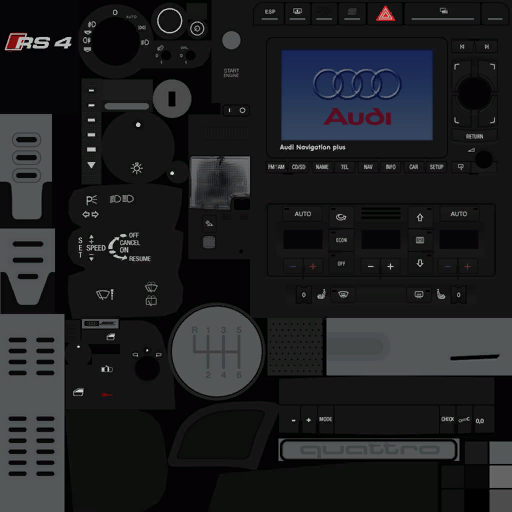 RS 4
AUTO
START
ENGINE
I O
ESP
Audi
Audi Navigation plus
RETURN
FM/AM CD/SD NAME TEL NAV INFO CAR SETUP
AUTO AUTO
ECON
OFF
- + - + - +
0 0
P
SET
+ SPEED -
OFF
CANCEL
ON
RESUME
R 1 3 5
2 4 6
- + MODE CHECK °F/°C 0,0
quattro